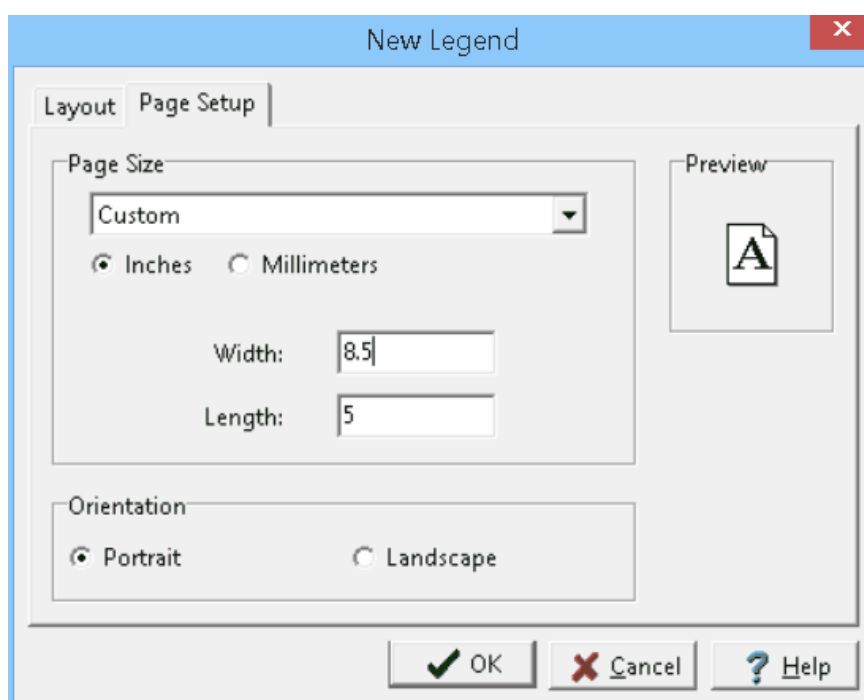 New Legend
Layout Page Setup
Page Size
Custom
Inches Millimeters
Width: 8.5
Length: 5
Preview
A
Orientation
Portrait Landscape
OK Cancel Help